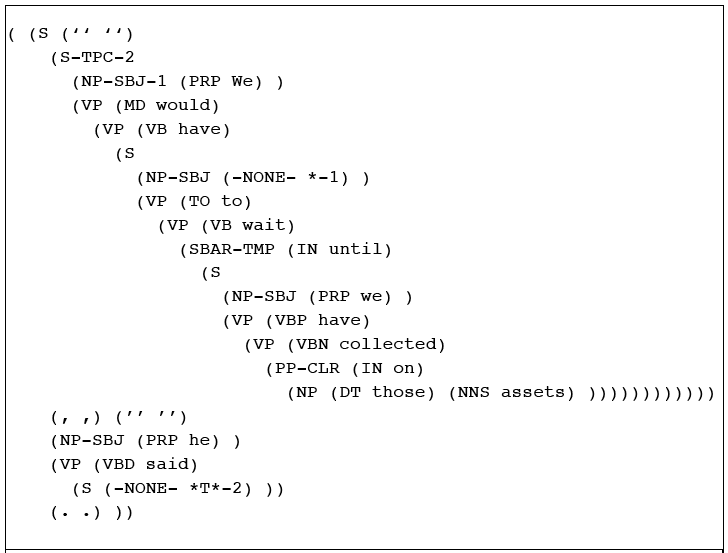 ( (S (‘‘ ‘‘)
(S-TPC-2
(NP-SBJ-1 (PRP We) )
(VP (MD would)
(VP (VB have)
(S
(NP-SBJ (-NONE- *-1) )
(VP (TO to)
(VP (VB wait)
(SBAR-TMP (IN until)
(S
(NP-SBJ (PRP we) )
(VP (VBP have)
(VP (VBN collected)
(PP-CLR (IN on)
(NP (DT those) (NNS assets) ))))))))))))
(, ,) (’’ ’’)
(NP-SBJ (PRP he) )
(VP (VBD said)
(S (-NONE- *T*-2) ))
(. .) ))